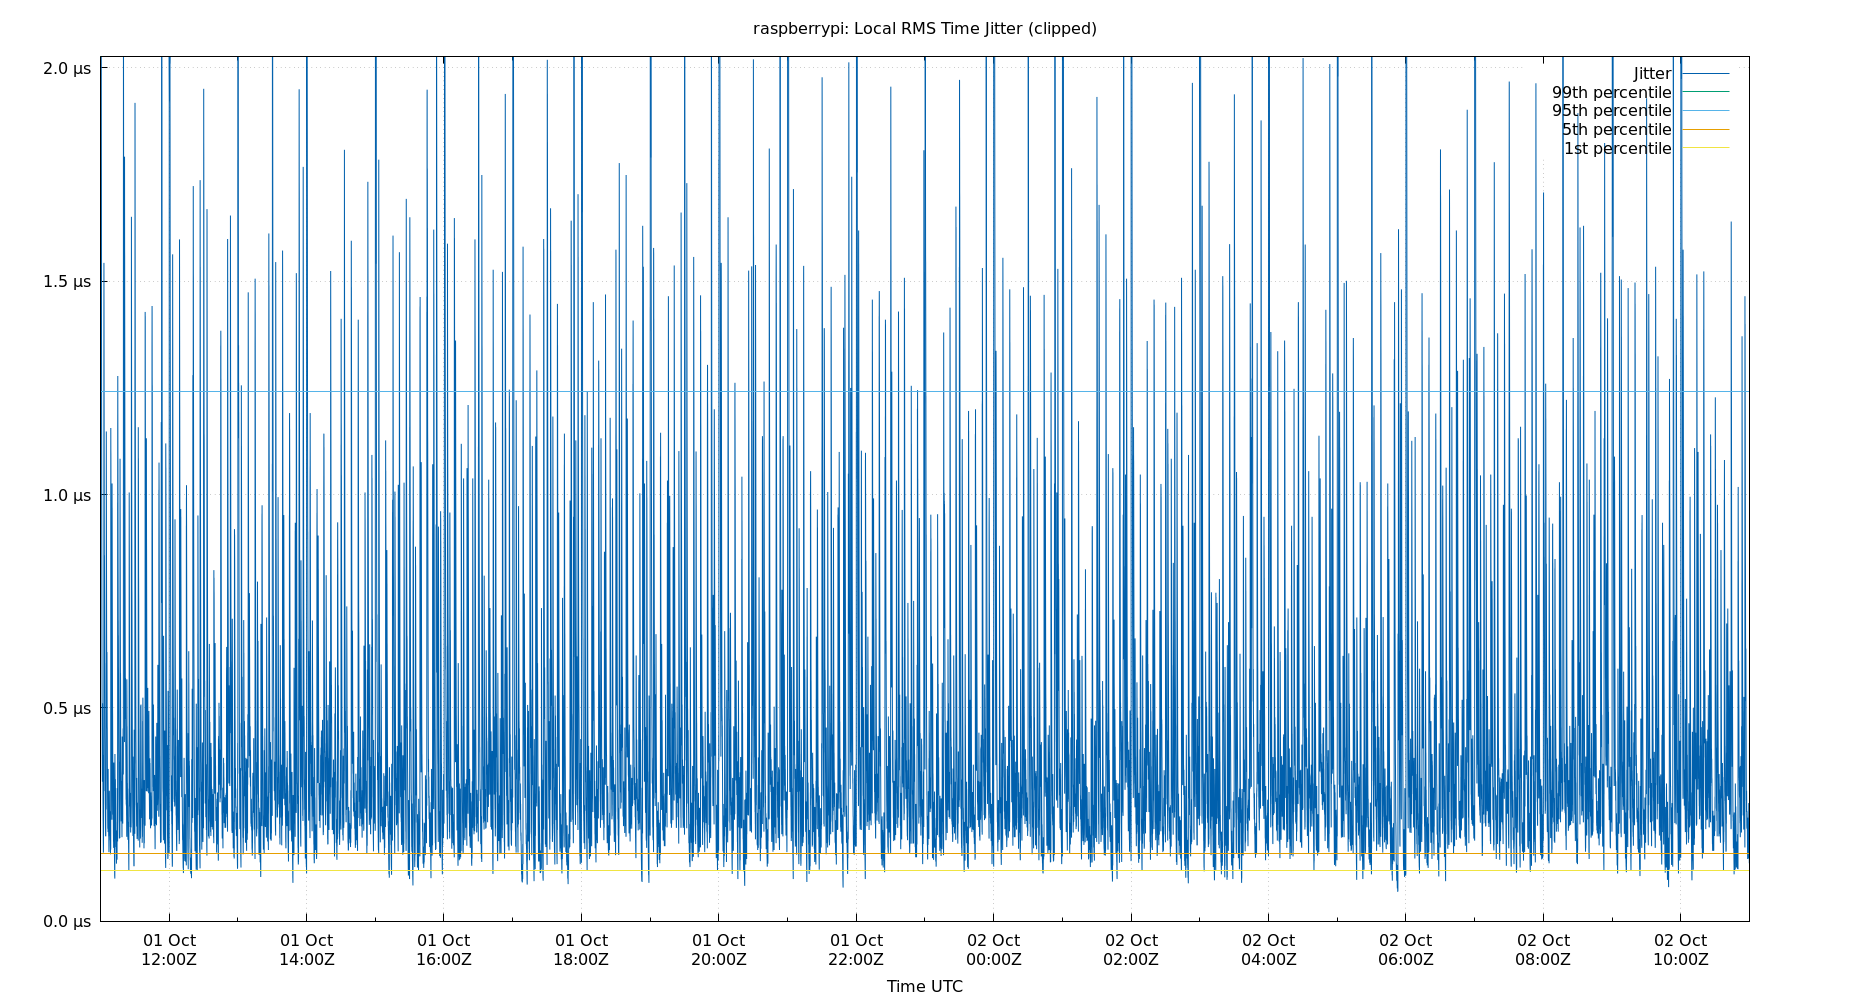 raspberrypi: Local RMS Time Jitter (clipped)
2.0 μs
1.5 μs
1.0 μs
0.5 μs
0.0 μs
Jitter
99th percentile
95th percentile
5th percentile
1st percentile
01 Oct 01 Oct 01 Oct 01 Oct 01 Oct 01 Oct 02 Oct 02 Oct 02 Oct 02 Oct 02 Oct 02 Oct
12:00Z 14:00Z 16:00Z 18:00Z 20:00Z 22:00Z 00:00Z 02:00Z 04:00Z 06:00Z 08:00Z 10:00Z
Time UTC